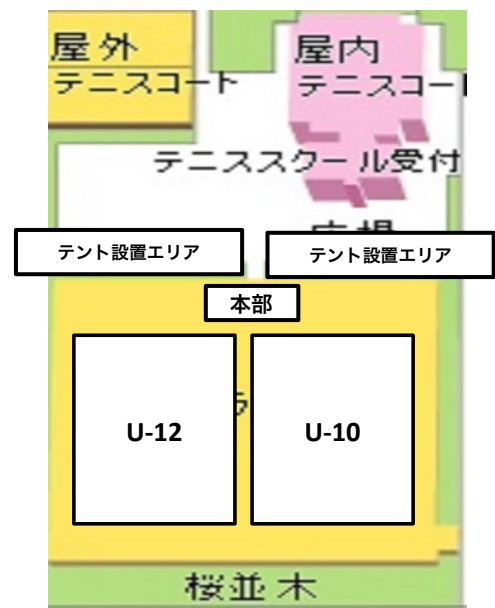 屋外
テニスコート
屋内
テニスコー
テニススクール受付
テント設置エリア
テント設置エリア
本部
U-12
U-10
桜並木